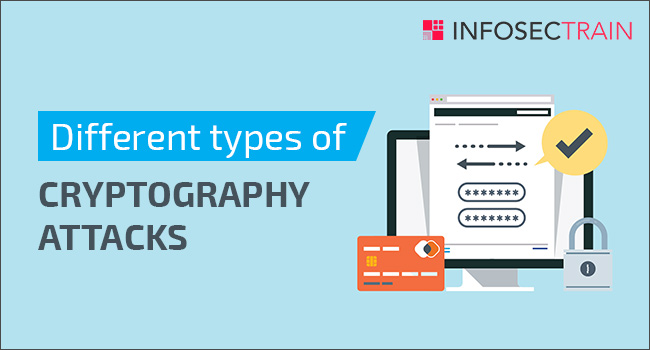 INFOSECTRAIN
Different types of
CRYPTOGRAPHY
ATTACKS
*******
*******